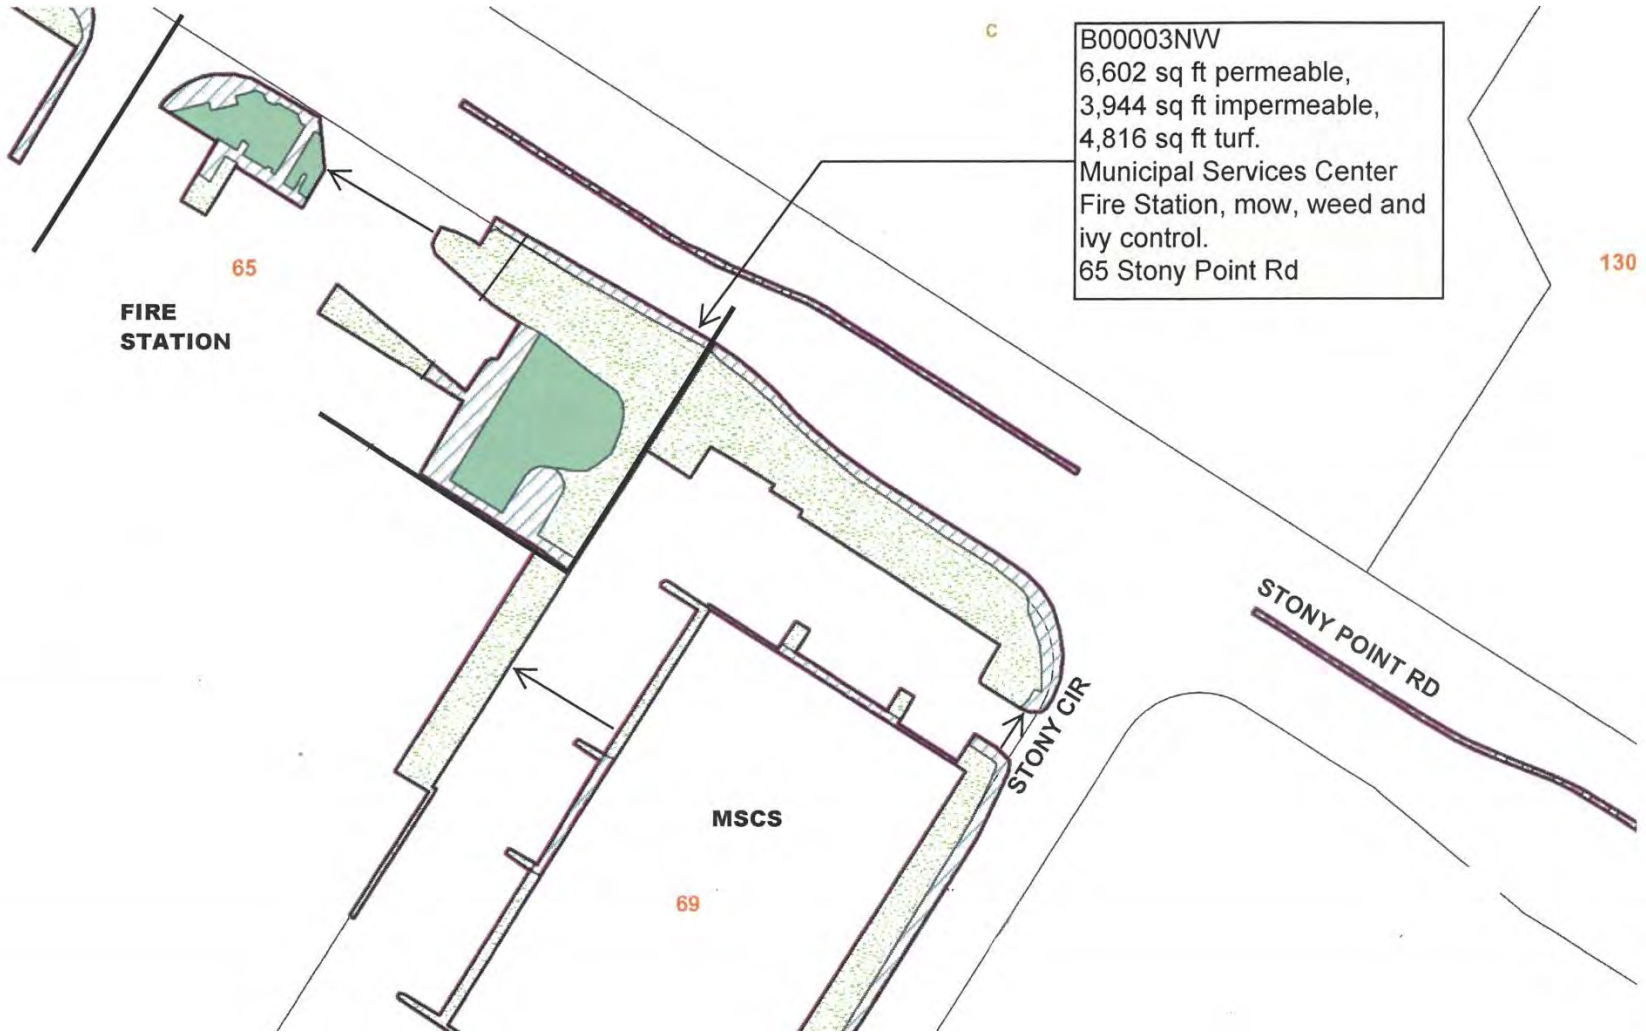 C
B00003NW
6,602 sq ft permeable,
3,944 sq ft impermeable,
4,816 sq ft turf.
Municipal Services Center
Fire Station, mow, weed and
ivy control.
65 Stony Point Rd
130
65
FIRE
STATION
STONY POINT RD
STONY CIR
MSCS
69